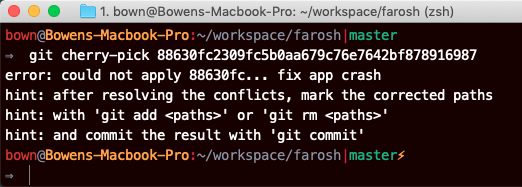 1. bown@Bowens-Macbook-Pro: ~/workspace/farosh (zsh)
bown@Bowens-Macbook-Pro:~/workspace/farosh|master
⇒ git cherry-pick 88630fc2309fc5b0aa679c76e7642bf878916987
error: could not apply 88630fc... fix app crash
hint: after resolving the conflicts, mark the corrected paths
hint: with 'git add <paths>' or 'git rm <paths>'
hint: and commit the result with 'git commit'
bown@Bowens-Macbook-Pro:~/workspace/farosh|master⚡
⇒